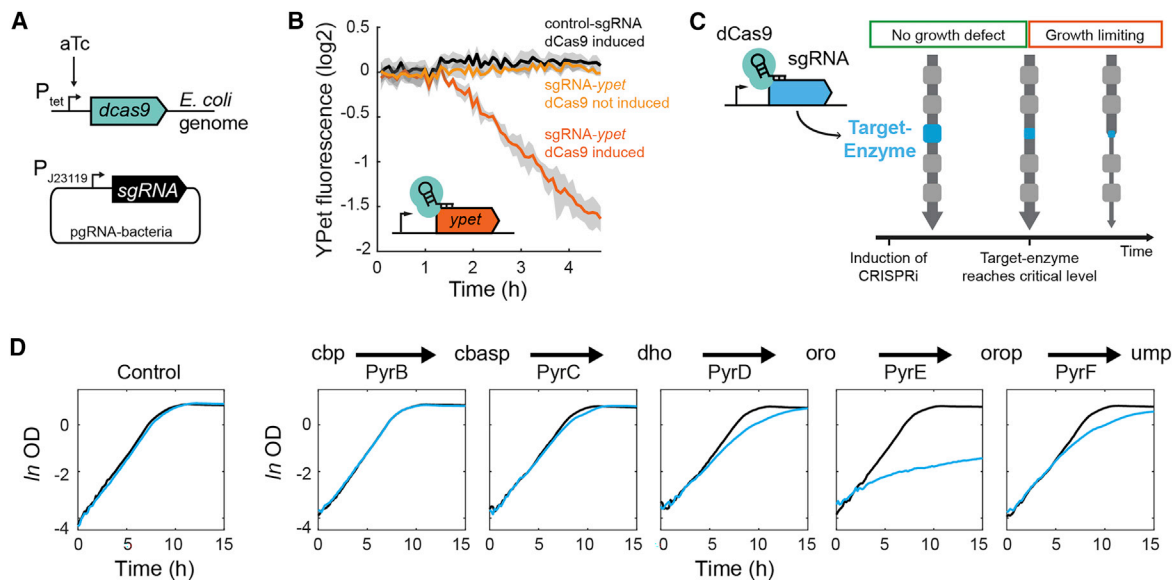 A
aTc
Ptet
dcas9
E. coli
genome
PJ23119
sgRNA
pgRNA-bacteria
B
YPet fluorescence (log2)
0.5
0
-0.5
-1
-1.5
-2
0 1 2 3 4
Time (h)
control-sgRNA
dCas9 induced
sgRNA-ypet
dCas9 not induced
sgRNA-ypet
dCas9 induced
ypet
C
dCas9
sgRNA
Target-
Enzyme
No growth defect
Growth limiting
Time
Induction of
CRISPRi
Target-enzyme
reaches critical level
D
cbp cbasp dho oro orop ump
Control PyrB PyrC PyrD PyrE PyrF
ln OD
0
-2
-4
0 5 10 15
Time (h)
ln OD
0
-2
-4
0 5 10 15
0 5 10 15
0 5 10 15
0 5 10 15
0 5 10 15
Time (h)